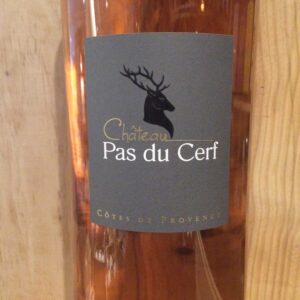 Château
Pas du Cerf
CÔTES DE PROVENCE